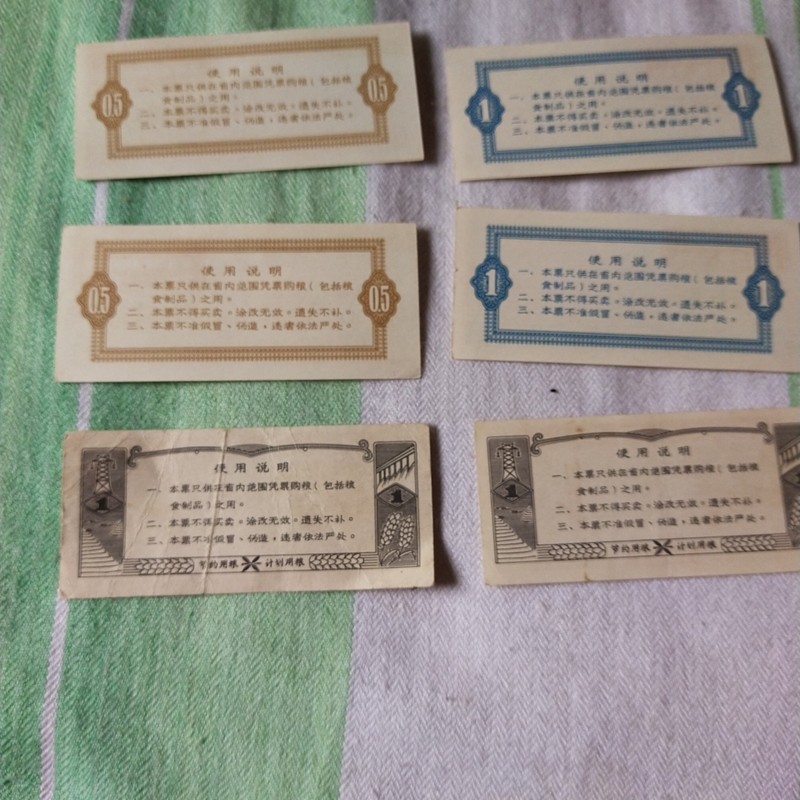 使用说明
0.5
一、本票只供在省内范围凭票购粮（包括粮
食制品）之用。
二、本票不得买卖。涂改无效。遗失不补。
三、本票不准假冒、伪造，违者依法严处。
0.5
使用说明
1
一、本票只供在省内范围凭票购粮（包括粮
食制品）之用。
二、本票不得买卖。涂改无效。遗失不补。
三、本票不准假冒、伪造，违者依法严处。
1
使用说明
0.5
一、本票只供在省内范围凭票购粮（包括粮
食制品）之用。
二、本票不得买卖。涂改无效。遗失不补。
三、本票不准假冒、伪造，违者依法严处。
0.5
使用说明
1
一、本票只供在省内范围凭票购粮（包括粮
食制品）之用。
二、本票不得买卖。涂改无效。遗失不补。
三、本票不准假冒、伪造，违者依法严处。
1
使用说明
1
一、本票只供在省内范围凭票购粮（包括粮
食制品）之用。
二、本票不得买卖。涂改无效。遗失不补。
三、本票不准假冒、伪造，违者依法严处。
1
节约用粮 计划用粮
使用说明
1
一、本票只供在省内范围凭票购粮（包括粮
食制品）之用。
二、本票不得买卖。涂改无效。遗失不补。
三、本票不准假冒、伪造，违者依法严处。
1
节约用粮 计划用粮